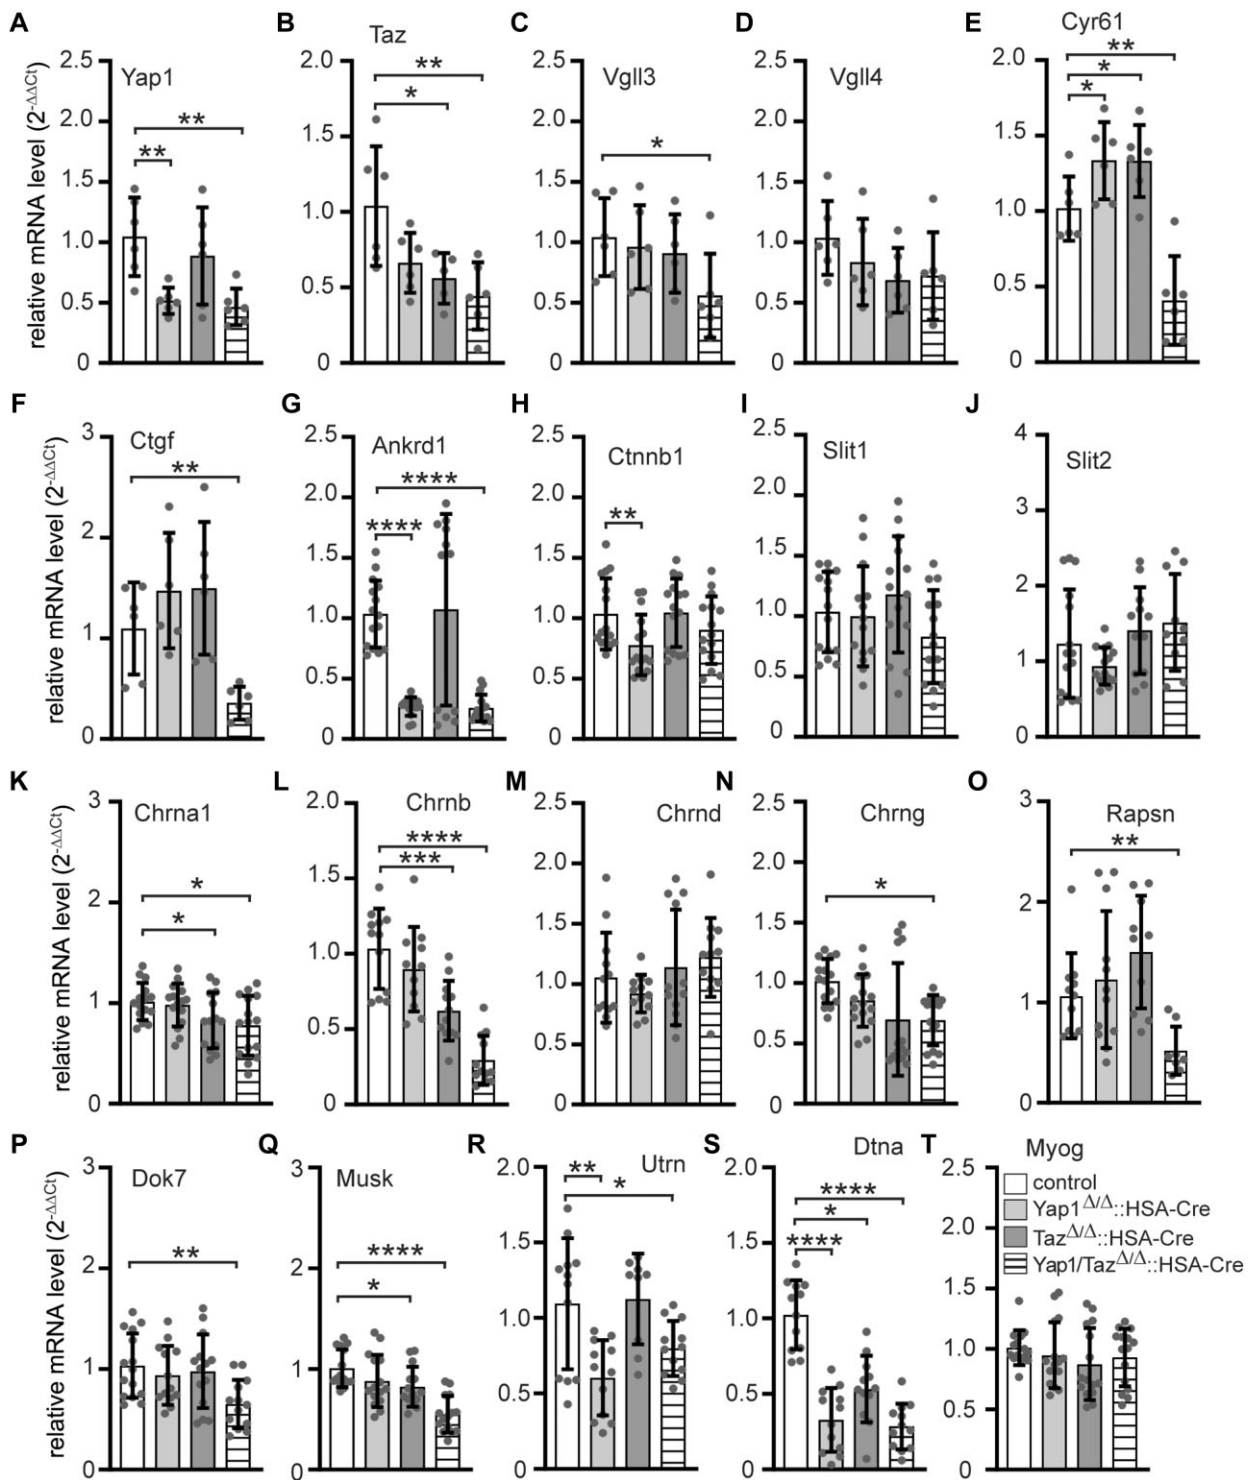 A
B
C
D
E
relative mRNA level (2^-ΔΔCt)
Yap1
2.5
2.0
1.5
1.0
0.5
0
**
**
Taz
2.0
1.5
1.0
0.5
0
**
*
Vgll3
2.5
2.0
1.5
1.0
0.5
0
*
Vgll4
2.5
2.0
1.5
1.0
0.5
0
Cyr61
2.0
1.5
1.0
0.5
0
**
*
*
F
G
H
I
J
relative mRNA level (2^-ΔΔCt)
Ctgf
3
2
1
0
**
Ankrd1
2.5
2.0
1.5
1.0
0.5
0
****
****
Ctnnb1
2.5
2.0
1.5
1.0
0.5
0
**
Slit1
2.5
2.0
1.5
1.0
0.5
0
Slit2
4
3
2
1
0
K
L
M
N
O
relative mRNA level (2^-ΔΔCt)
Chrna1
3
2
1
0
*
*
Chrnb
2.0
1.5
1.0
0.5
0
****
***
Chrnd
2.5
2.0
1.5
1.0
0.5
0
Chrng
2.5
2.0
1.5
1.0
0.5
0
*
Rapsn
3
2
1
0
**
P
Q
R
S
T
relative mRNA level (2^-ΔΔCt)
Dok7
3
2
1
0
**
Musk
3
2
1
0
****
*
Utrn
2.0
1.5
1.0
0.5
0
**
*
Dtna
2.0
1.5
1.0
0.5
0
****
*
****
Myog
2.5
2.0
1.5
1.0
0.5
0
control
Yap1^Δ/Δ::HSA-Cre
Taz^Δ/Δ::HSA-Cre
Yap1/Taz^Δ/Δ::HSA-Cre